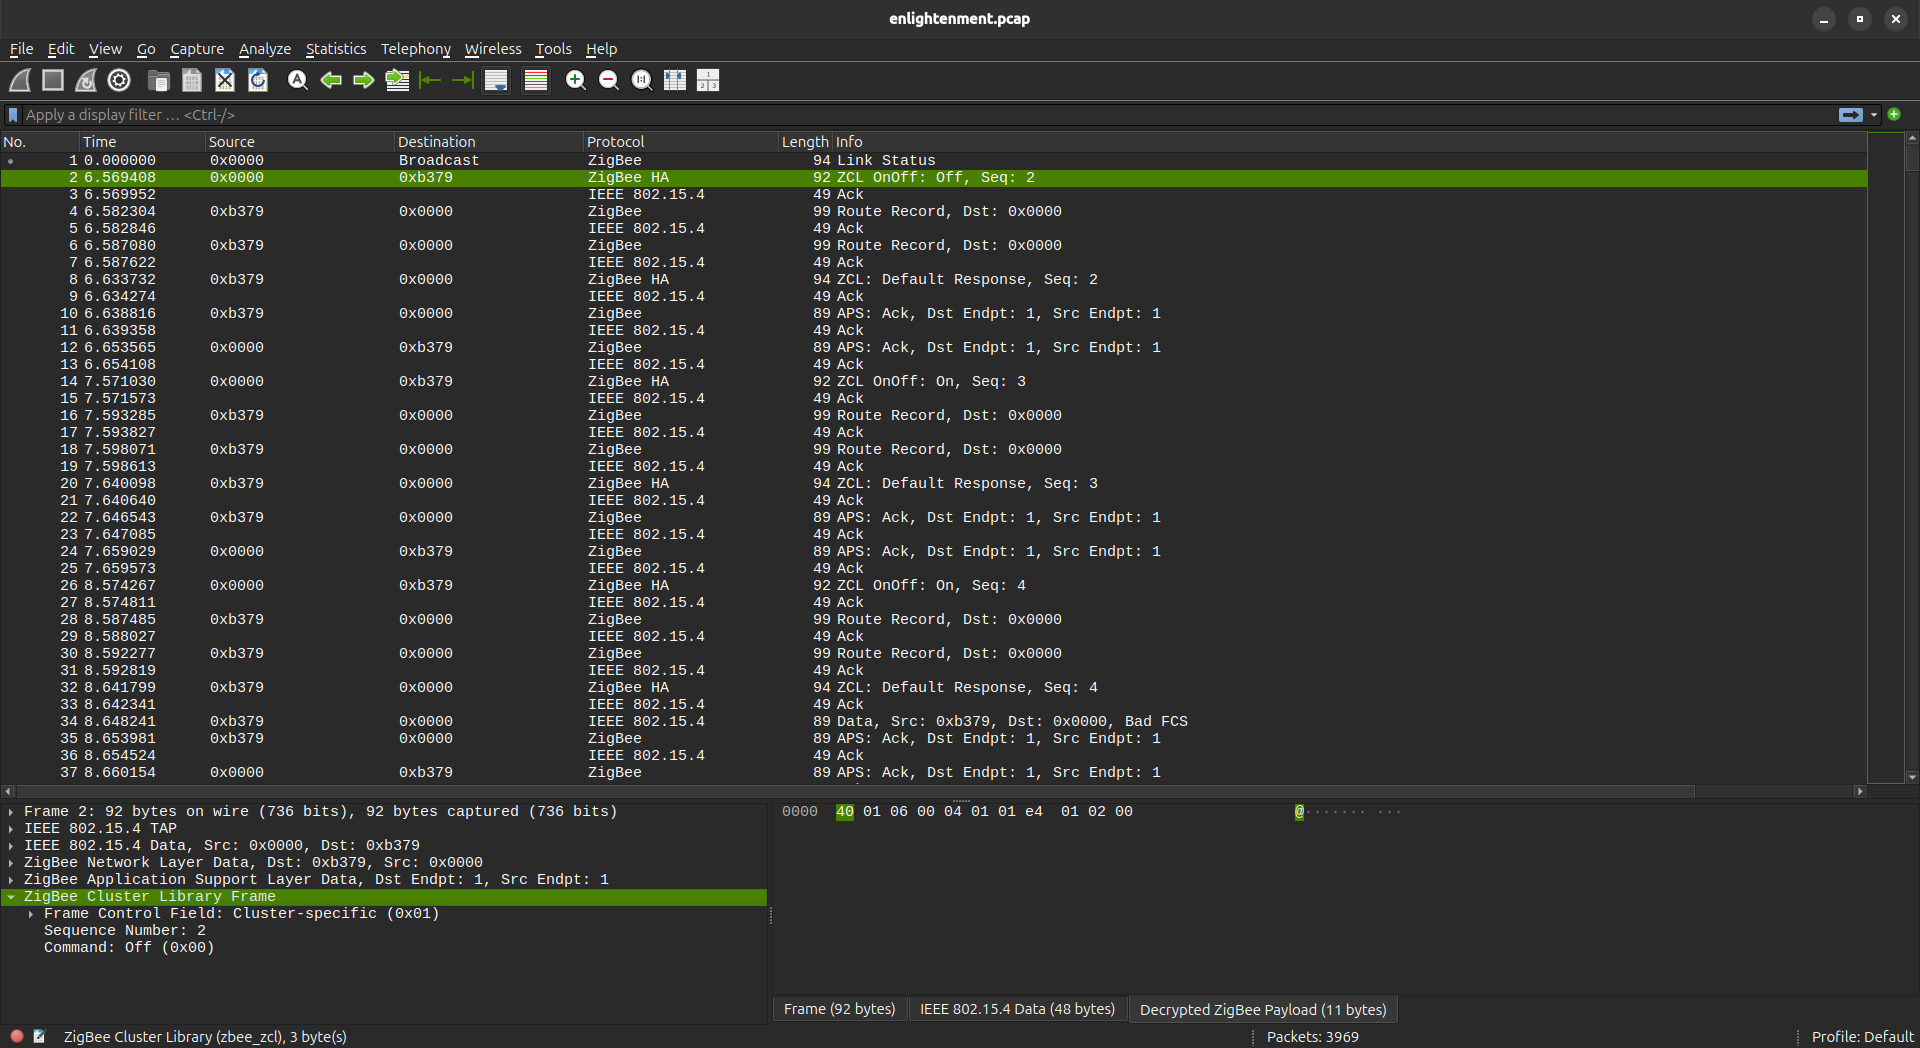 enlightenment.pcap
File Edit View Go Capture Analyze Statistics Telephony Wireless Tools Help
Apply a display filter … <Ctrl-/>
No. Time Source Destination Protocol Length Info
1 0.000000 0x0000 Broadcast ZigBee 94 Link Status
2 6.569408 0x0000 0xb379 ZigBee HA 92 ZCL OnOff: Off, Seq: 2
3 6.569952 IEEE 802.15.4 49 Ack
4 6.582304 0xb379 0x0000 ZigBee 99 Route Record, Dst: 0x0000
5 6.582846 IEEE 802.15.4 49 Ack
6 6.587080 0xb379 0x0000 ZigBee 99 Route Record, Dst: 0x0000
7 6.587622 IEEE 802.15.4 49 Ack
8 6.633732 0xb379 0x0000 ZigBee HA 94 ZCL: Default Response, Seq: 2
9 6.634274 IEEE 802.15.4 49 Ack
10 6.638816 0xb379 0x0000 ZigBee 89 APS: Ack, Dst Endpt: 1, Src Endpt: 1
11 6.639358 IEEE 802.15.4 49 Ack
12 6.653565 0x0000 0xb379 ZigBee 89 APS: Ack, Dst Endpt: 1, Src Endpt: 1
13 6.654108 IEEE 802.15.4 49 Ack
14 7.571030 0x0000 0xb379 ZigBee HA 92 ZCL OnOff: On, Seq: 3
15 7.571573 IEEE 802.15.4 49 Ack
16 7.593285 0xb379 0x0000 ZigBee 99 Route Record, Dst: 0x0000
17 7.593827 IEEE 802.15.4 49 Ack
18 7.598071 0xb379 0x0000 ZigBee 99 Route Record, Dst: 0x0000
19 7.598613 IEEE 802.15.4 49 Ack
20 7.640098 0xb379 0x0000 ZigBee HA 94 ZCL: Default Response, Seq: 3
21 7.640640 IEEE 802.15.4 49 Ack
22 7.646543 0xb379 0x0000 ZigBee 89 APS: Ack, Dst Endpt: 1, Src Endpt: 1
23 7.647085 IEEE 802.15.4 49 Ack
24 7.659029 0x0000 0xb379 ZigBee 89 APS: Ack, Dst Endpt: 1, Src Endpt: 1
25 7.659573 IEEE 802.15.4 49 Ack
26 8.574267 0x0000 0xb379 ZigBee HA 92 ZCL OnOff: On, Seq: 4
27 8.574811 IEEE 802.15.4 49 Ack
28 8.587485 0xb379 0x0000 ZigBee 99 Route Record, Dst: 0x0000
29 8.588027 IEEE 802.15.4 49 Ack
30 8.592277 0xb379 0x0000 ZigBee 99 Route Record, Dst: 0x0000
31 8.592819 IEEE 802.15.4 49 Ack
32 8.641799 0xb379 0x0000 ZigBee HA 94 ZCL: Default Response, Seq: 4
33 8.642341 IEEE 802.15.4 49 Ack
34 8.648241 0xb379 0x0000 IEEE 802.15.4 89 Data, Src: 0xb379, Dst: 0x0000, Bad FCS
35 8.653981 0xb379 0x0000 ZigBee 89 APS: Ack, Dst Endpt: 1, Src Endpt: 1
36 8.654524 IEEE 802.15.4 49 Ack
37 8.660154 0x0000 0xb379 ZigBee 89 APS: Ack, Dst Endpt: 1, Src Endpt: 1
Frame 2: 92 bytes on wire (736 bits), 92 bytes captured (736 bits)
IEEE 802.15.4 TAP
IEEE 802.15.4 Data, Src: 0x0000, Dst: 0xb379
ZigBee Network Layer Data, Dst: 0xb379, Src: 0x0000
ZigBee Application Support Layer Data, Dst Endpt: 1, Src Endpt: 1
ZigBee Cluster Library Frame
Frame Control Field: Cluster-specific (0x01)
Sequence Number: 2
Command: Off (0x00)
0000 40 01 06 00 04 01 01 e4 01 02 00 @······· ···
Frame (92 bytes) IEEE 802.15.4 Data (48 bytes) Decrypted ZigBee Payload (11 bytes)
ZigBee Cluster Library (zbee_zcl), 3 byte(s) Packets: 3969 Profile: Default